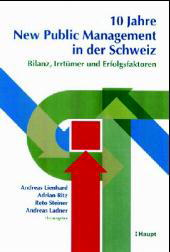 10 Jahre
New Public Management
in der Schweiz
Bilanz, Irrtümer und Erfolgsfaktoren
Andreas Lienhard
Adrian Ritz
Reto Steiner
Andreas Ladner
Herausgeber
Haupt